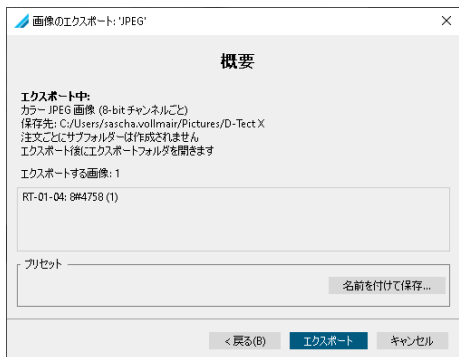 画像のエクスポート: 'JPEG'
概要
エクスポート中:
カラー JPEG 画像 (8-bit チャンネルごと)
保存先: C:/Users/sascha.vollmair/Pictures/D-Tect X
注文ごとにサブフォルダーは作成されません
エクスポート後にエクスポートフォルダを開きます
エクスポートする画像: 1
RT-01-04: 8#4758 (1)
プリセット
名前を付けて保存...
< 戻る(B) エクスポート キャンセル